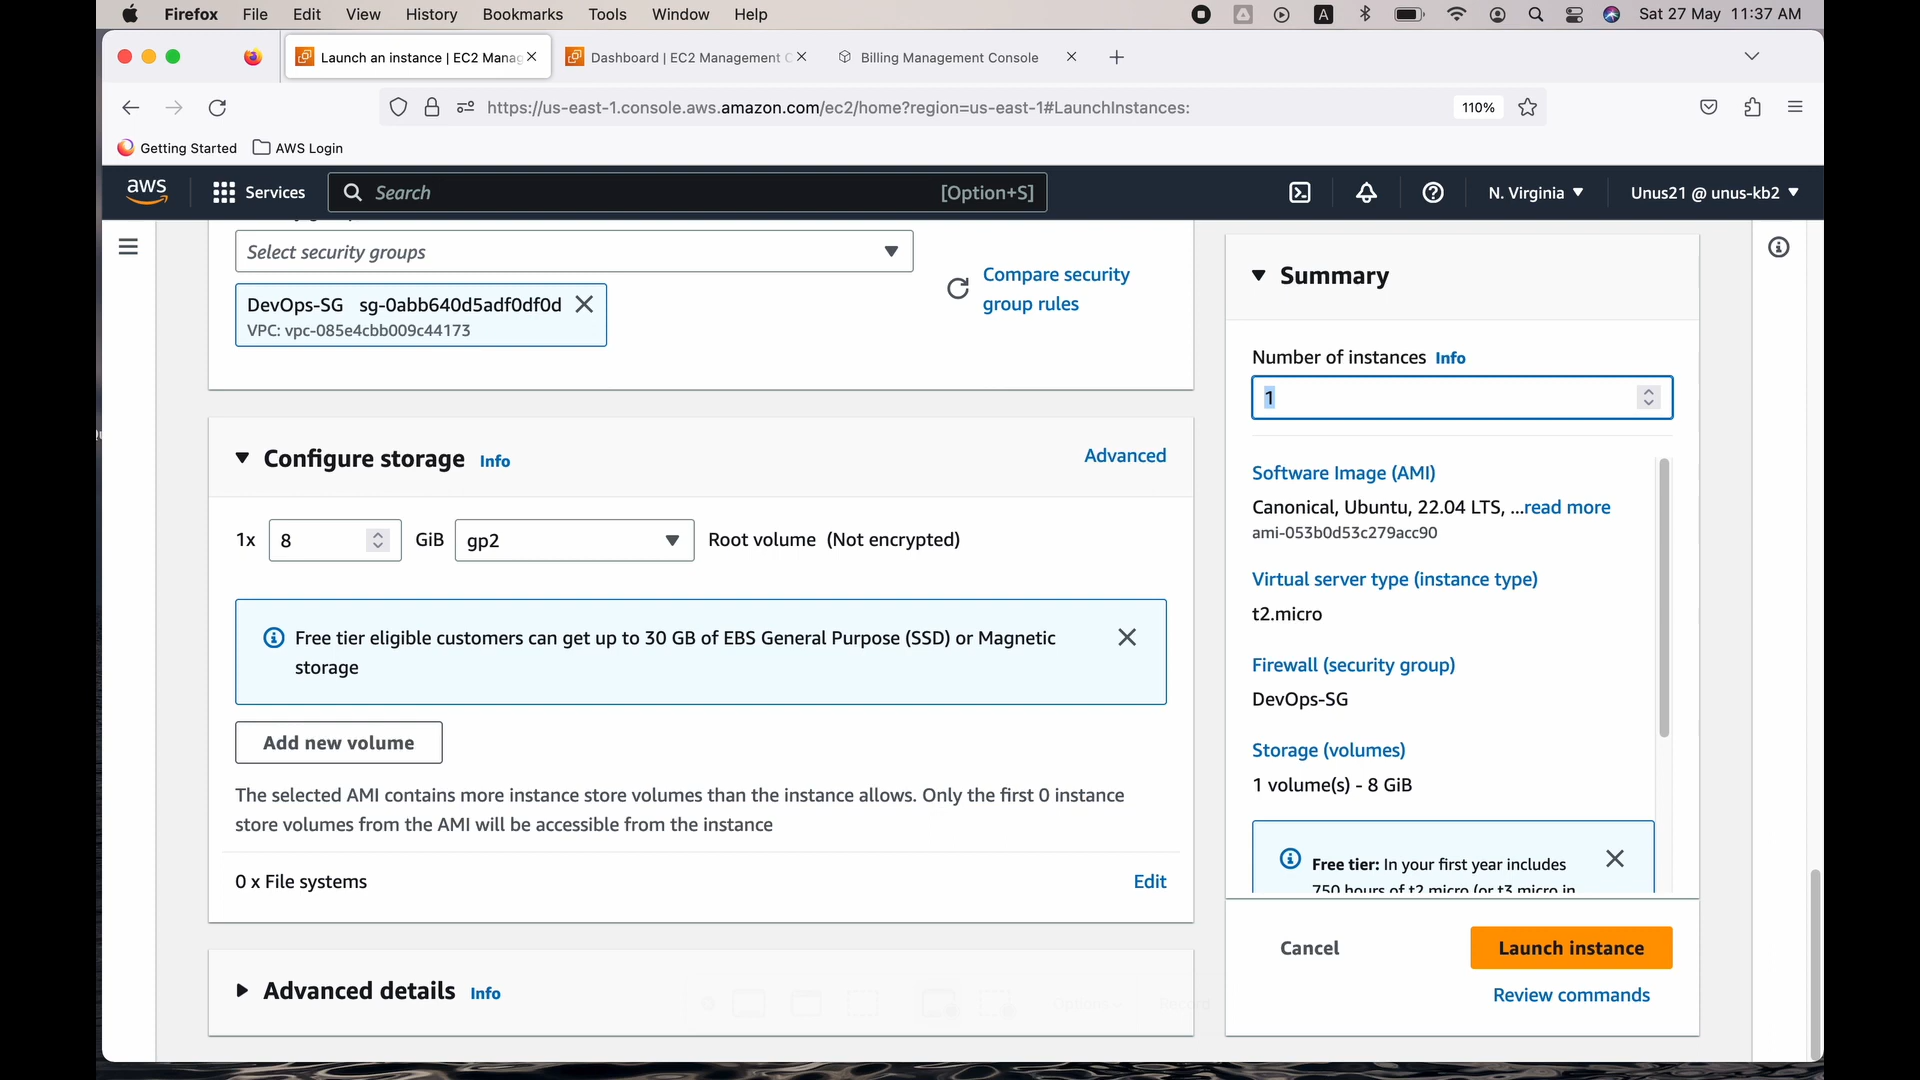 Firefox File Edit View History Bookmarks Tools Window Help A Sat 27 May 11:37 AM
Launch an instance | EC2 Manag Dashboard | EC2 Management C Billing Management Console
https://us-east-1.console.aws.amazon.com/ec2/home?region=us-east-1#LaunchInstances: 110%
Getting Started AWS Login
aws Services Search [Option+S] N. Virginia Unus21 @ unus-kb2
Select security groups
Compare security
group rules
DevOps-SG sg-0abb640d5adf0df0d
VPC: vpc-085e4cbb009c44173
Configure storage Info Advanced
1x 8 GiB gp2 Root volume (Not encrypted)
Free tier eligible customers can get up to 30 GB of EBS General Purpose (SSD) or Magnetic
storage
Add new volume
The selected AMI contains more instance store volumes than the instance allows. Only the first 0 instance
store volumes from the AMI will be accessible from the instance
0 x File systems Edit
Advanced details Info
Summary
Number of instances Info
1
Software Image (AMI)
Canonical, Ubuntu, 22.04 LTS, ...read more
ami-053b0d53c279acc90
Virtual server type (instance type)
t2.micro
Firewall (security group)
DevOps-SG
Storage (volumes)
1 volume(s) - 8 GiB
Free tier: In your first year includes
750 hours of t2.micro (or t3.micro in
Cancel Launch instance
Review commands